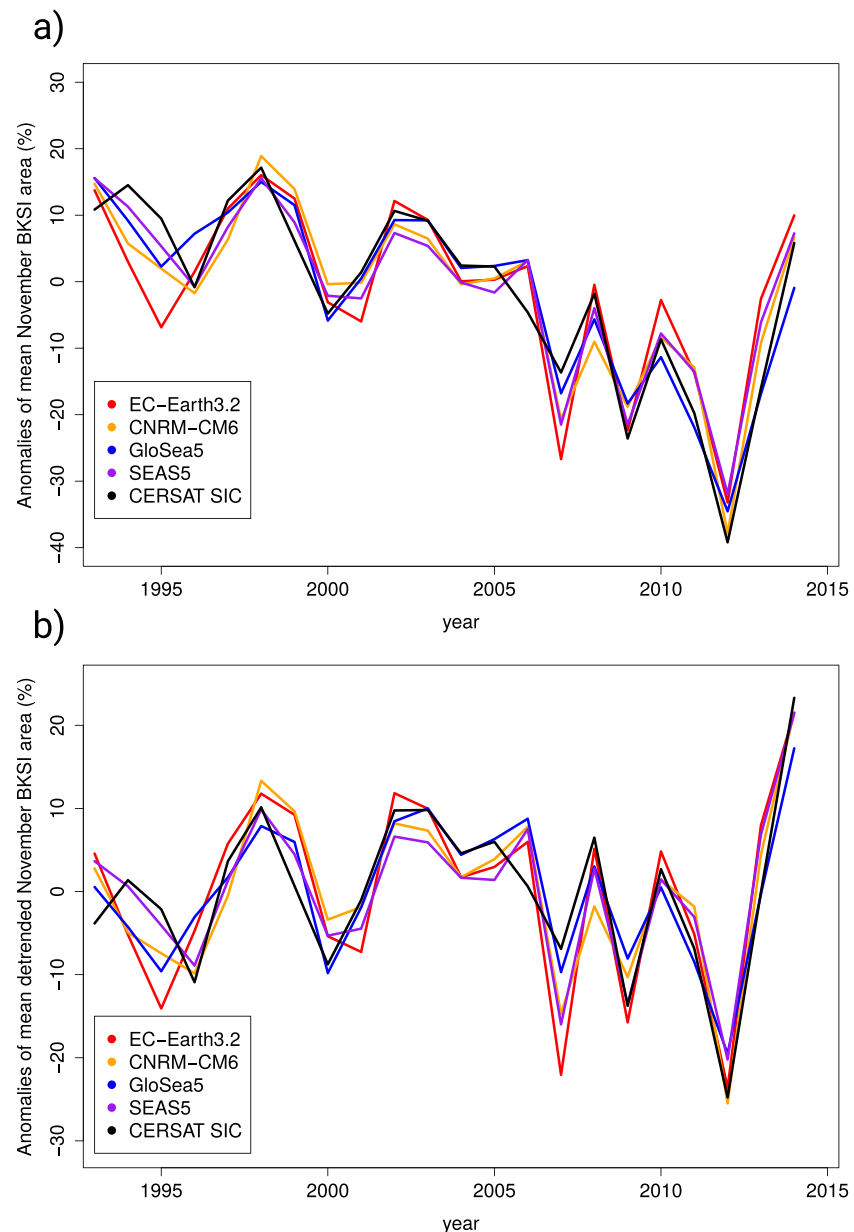 a)
Anomalies of mean November BKSI area (%)
30
20
10
0
−10
−20
−30
−40
EC−Earth3.2
CNRM−CM6
GloSea5
SEAS5
CERSAT SIC
1995 2000 2005 2010 2015
year
b)
Anomalies of mean detrended November BKSI area (%)
20
10
0
−10
−20
−30
EC−Earth3.2
CNRM−CM6
GloSea5
SEAS5
CERSAT SIC
1995 2000 2005 2010 2015
year